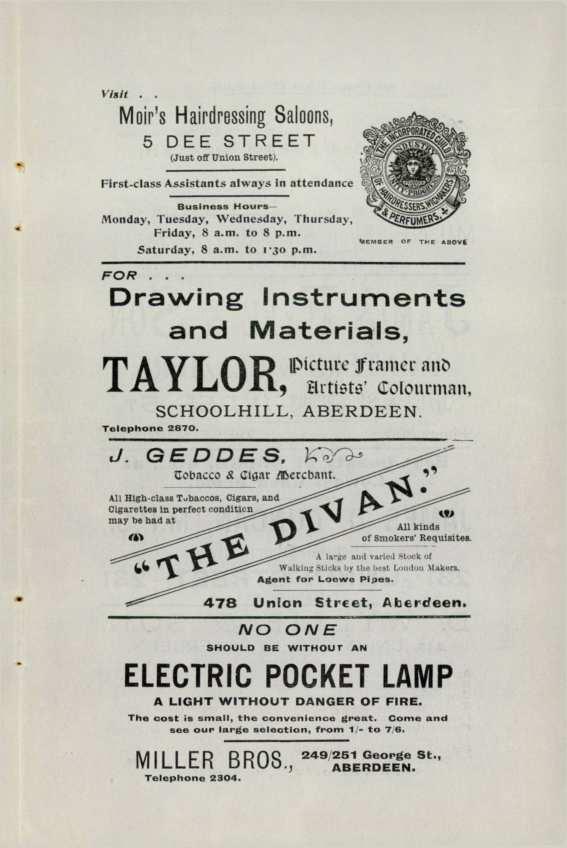 Visit . .
Moir's Hairdressing Saloons,
5 DEE STREET
(Just off Union Street).
First-class Assistants always in attendance
Business Hours—
Monday, Tuesday, Wednesday, Thursday,
Friday, 8 a.m. to 8 p.m.
Saturday, 8 a.m. to 1·30 p.m.
THE INCORPORATED GUILD
OF HAIRDRESSERS, WIGMAKERS
& PERFUMERS.
INDUSTRY
MEMBER OF THE ABOVE
FOR . . .
Drawing Instruments
and Materials,
TAYLOR, Picture Framer and
Artists' Colourman,
SCHOOLHILL, ABERDEEN.
Telephone 2870.
J. GEDDES,
Tobacco & Cigar Merchant.
All High-class Tobaccos, Cigars, and
Cigarettes in perfect condition
may be had at
"THE DIVAN."
All kinds
of Smokers' Requisites.
A large and varied Stock of
Walking Sticks by the best London Makers.
Agent for Loewe Pipes.
478 Union Street, Aberdeen.
NO ONE
SHOULD BE WITHOUT AN
ELECTRIC POCKET LAMP
A LIGHT WITHOUT DANGER OF FIRE.
The cost is small, the convenience great. Come and
see our large selection, from 1/- to 7/6.
MILLER BROS., 249/251 George St.,
ABERDEEN.
Telephone 2304.